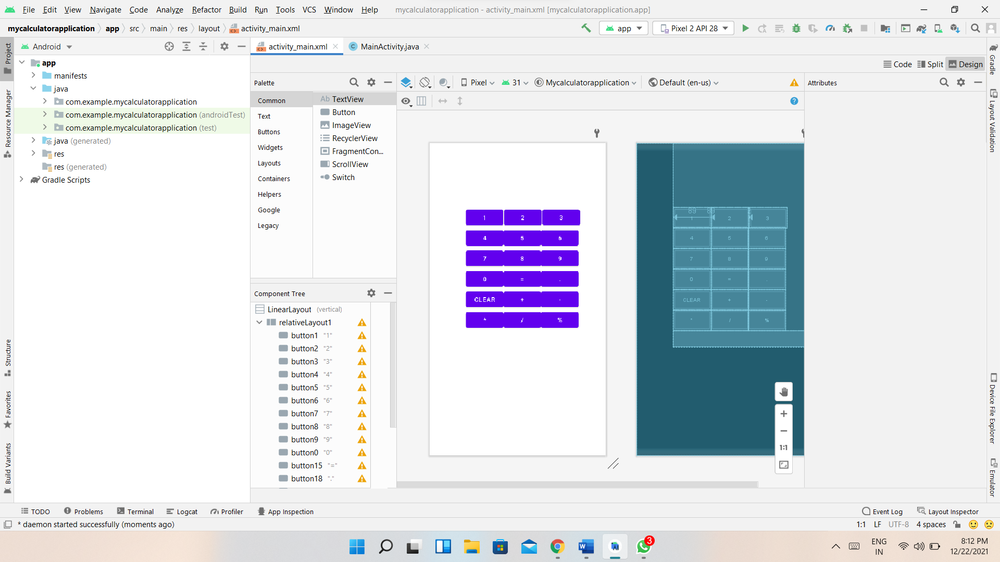 File Edit View Navigate Code Analyze Refactor Build Run Tools VCS Window Help mycalculatorapplication - activity_main.xml [mycalculatorapplication.app]
mycalculatorapplication app src main res layout activity_main.xml app Pixel 2 API 28
Project
Resource Manager
Structure
Favorites
Build Variants
Android
app
manifests
java
com.example.mycalculatorapplication
com.example.mycalculatorapplication (androidTest)
com.example.mycalculatorapplication (test)
java (generated)
res
res (generated)
Gradle Scripts
activity_main.xml
C MainActivity.java
Code Split Design
Palette
Common
Text
Buttons
Widgets
Layouts
Containers
Helpers
Google
Legacy
Ab TextView
Button
ImageView
RecyclerView
FragmentCon...
ScrollView
Switch
Pixel 31 Mycalculatorapplication Default (en-us)
?
Attributes
Component Tree
LinearLayout (vertical)
relativeLayout1
button1 "1"
button2 "2"
button3 "3"
button4 "4"
button5 "5"
button6 "6"
button7 "7"
button8 "8"
button9 "9"
button0 "0"
button15 "="
button18 "."
1 2 3
4 5 6
7 8 9
0 = .
CLEAR + -
* / %
89 89
1 2 3
4 5 6
7 8 9
0 = .
CLEAR + -
* / %
+
−
1:1
Gradle
Layout Validation
Device File Explorer
Emulator
TODO Problems Terminal Logcat Profiler App Inspection Event Log Layout Inspector
* daemon started successfully (moments ago) 1:1 LF UTF-8 4 spaces
W
3
ENG
IN
8:12 PM
12/22/2021